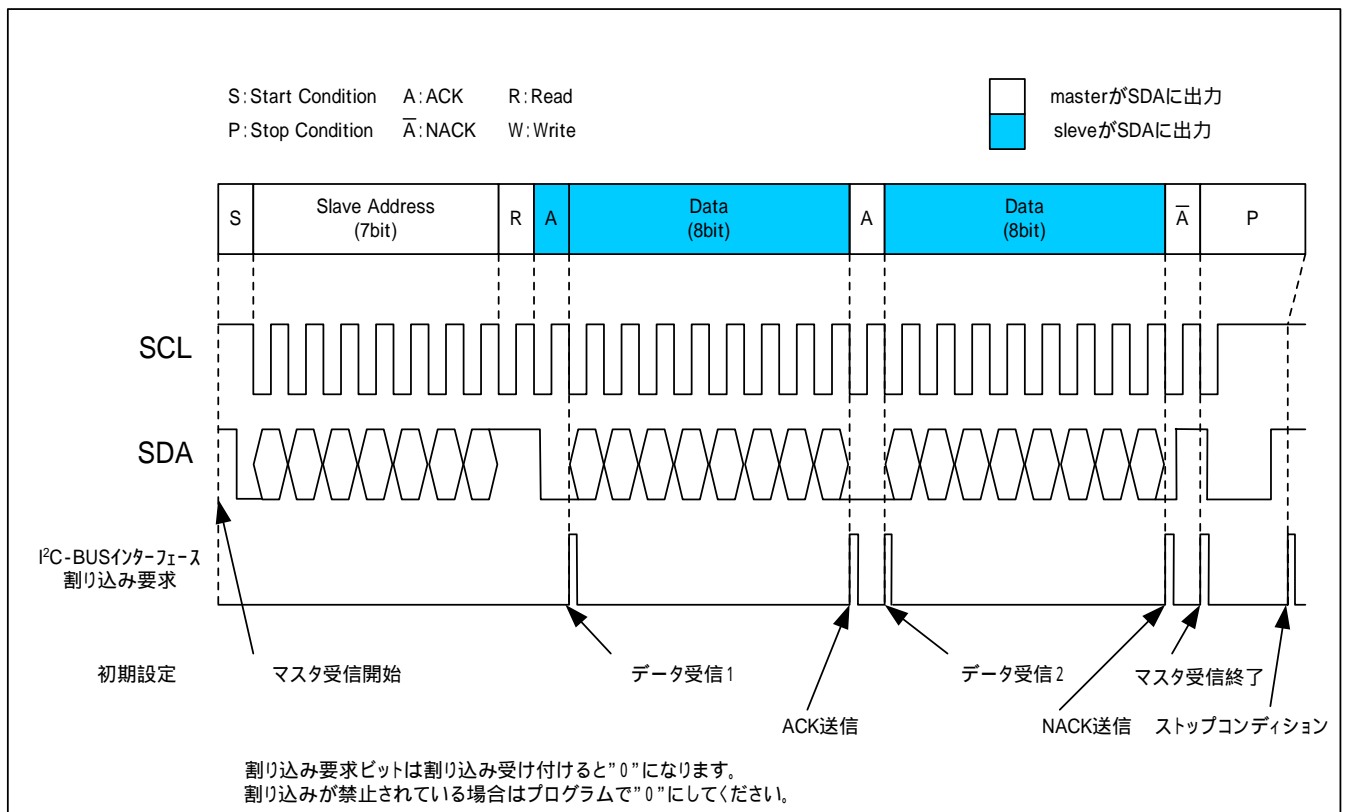 S:Start Condition A:ACK R:Read
masterがSDAに出力
P:Stop Condition A̅:NACK W:Write
sleveがSDAに出力
S Slave Address (7bit) R A Data (8bit) A Data (8bit) A̅ P
SCL
SDA
I²C-BUSインターフェース
割り込み要求
初期設定 マスタ受信開始 データ受信1 データ受信2 マスタ受信終了
ACK送信 NACK送信 ストップコンディション
割り込み要求ビットは割り込み受け付けると"0"になります。
割り込みが禁止されている場合はプログラムで"0"にしてください。